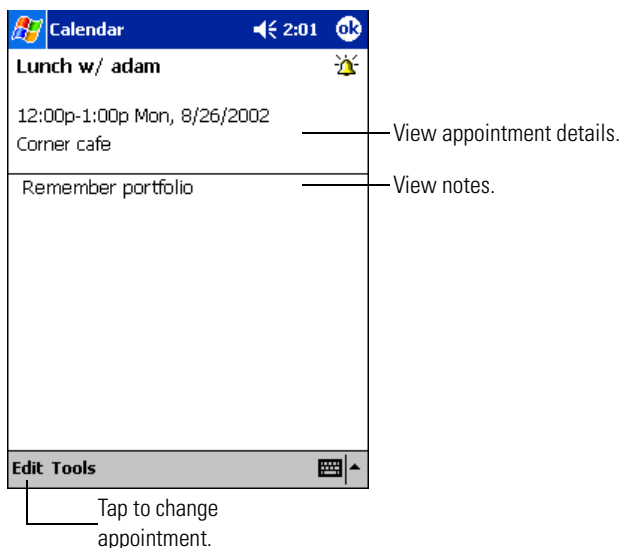 Calendar 2:01 ok
Lunch w/ adam
12:00p-1:00p Mon, 8/26/2002
Corner cafe
View appointment details.
Remember portfolio
View notes.
Edit Tools
Tap to change
appointment.